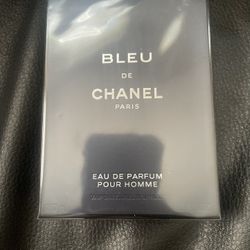 BLEU
DE
CHANEL
PARIS
EAU DE PARFUM
POUR HOMME